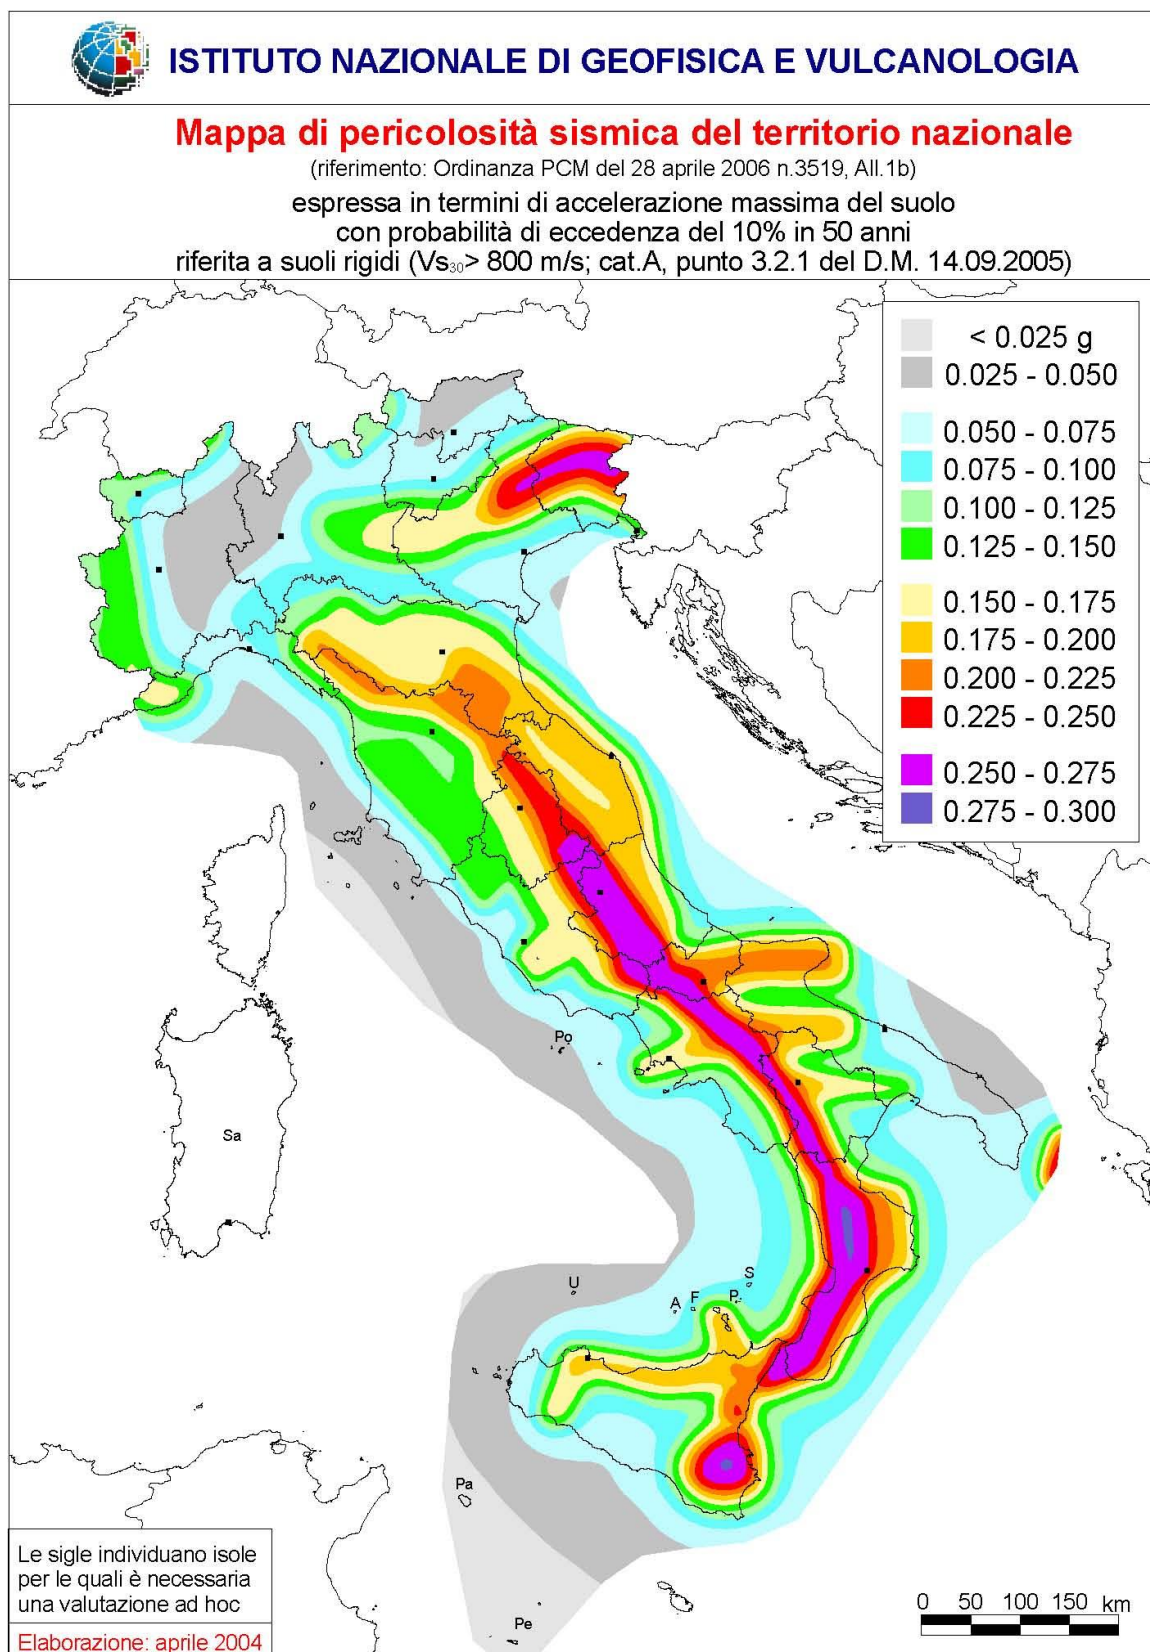 ISTITUTO NAZIONALE DI GEOFISICA E VULCANOLOGIA
Mappa di pericolosità sismica del territorio nazionale
(riferimento: Ordinanza PCM del 28 aprile 2006 n.3519, All.1b)
espressa in termini di accelerazione massima del suolo
con probabilità di eccedenza del 10% in 50 anni
riferita a suoli rigidi (Vs30> 800 m/s; cat.A, punto 3.2.1 del D.M. 14.09.2005)
< 0.025 g
0.025 - 0.050
0.050 - 0.075
0.075 - 0.100
0.100 - 0.125
0.125 - 0.150
0.150 - 0.175
0.175 - 0.200
0.200 - 0.225
0.225 - 0.250
0.250 - 0.275
0.275 - 0.300
Po
Sa
U
S
A
F
P
Pa
Pe
Le sigle individuano isole
per le quali è necessaria
una valutazione ad hoc
Elaborazione: aprile 2004
0 50 100 150 km